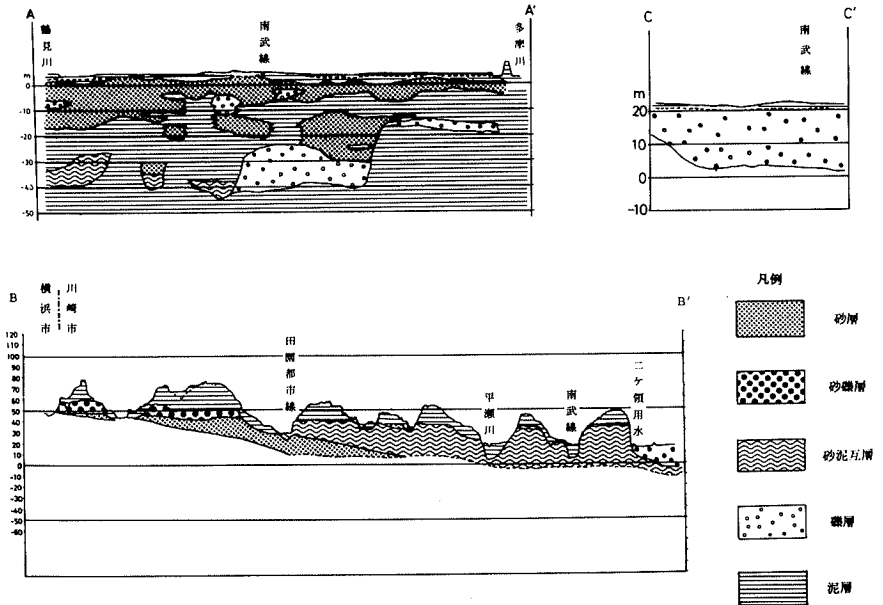 A
A'
鶴見川
南武線
多摩川
m
0
-10
-20
-30
-40
-50
C
C'
南武線
m
20
10
0
-10
B
B'
横浜市
川崎市
田園都市線
平瀬川
南武線
二ケ領用水
120
110
100
90
80
70
60
50
40
30
20
10
0
-10
-20
-30
-40
-50
-60
凡例
砂層
砂礫層
砂泥互層
礫層
泥層